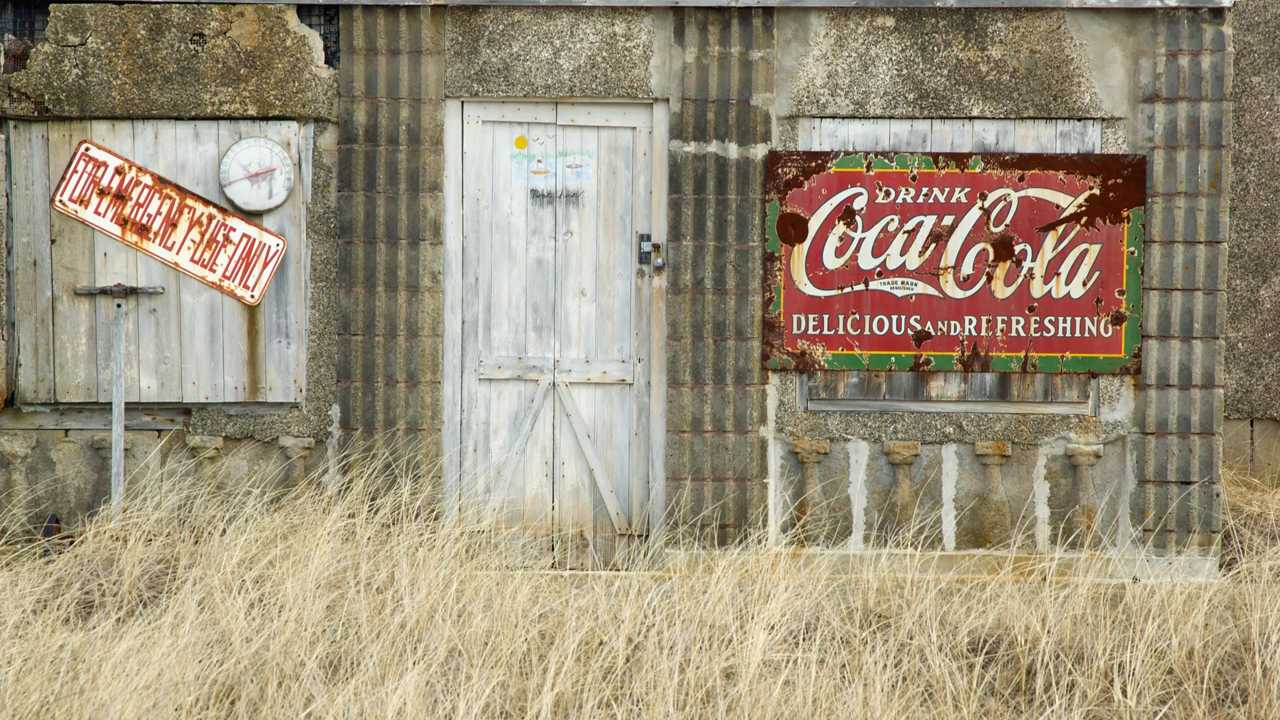 FOR EMERGENCY USE ONLY
DRINK
Coca-Cola
TRADE MARK
REGISTERED
DELICIOUS AND REFRESHING